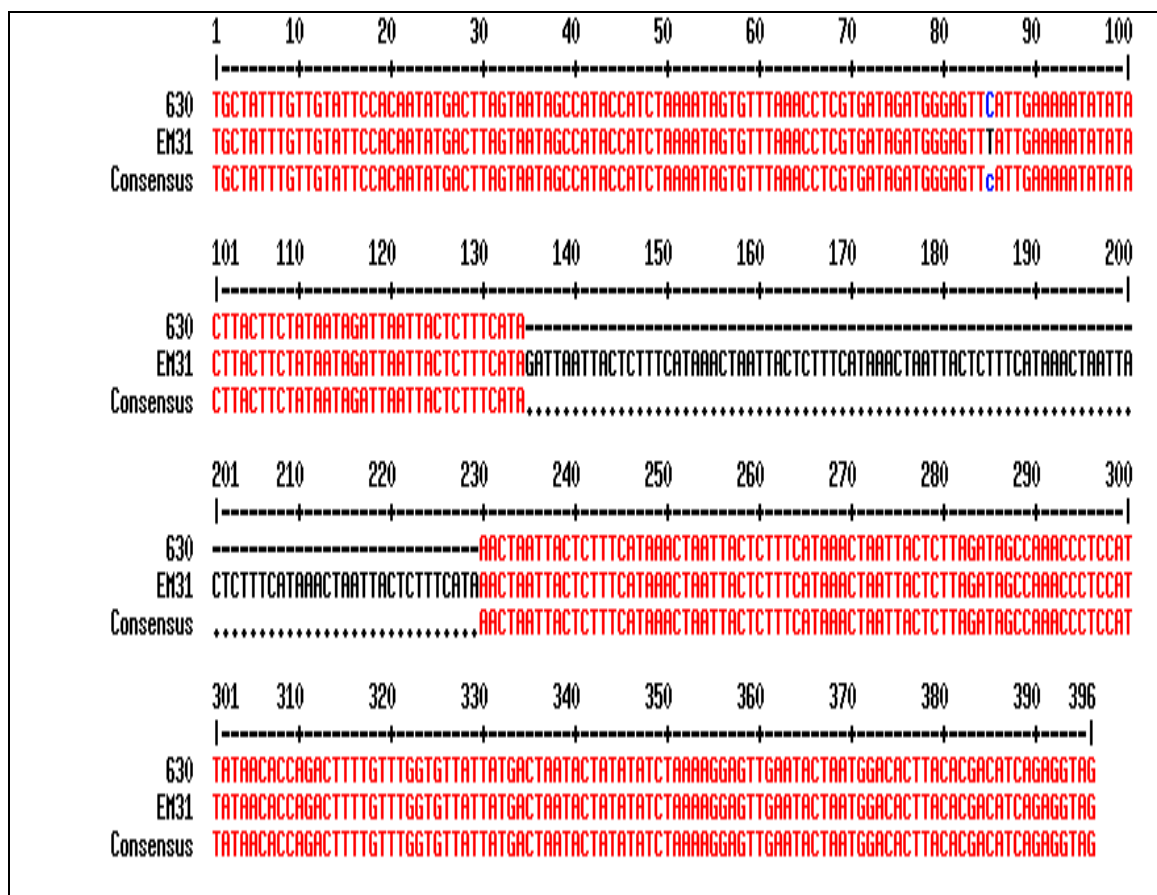 1 10 20 30 40 50 60 70 80 90 100
|--------+---------+---------+---------+---------+---------+---------+---------+---------+---------|
630 TGCTATTTGTTGTATTCCACAATATGACTTAGTAATAGCCATACCATCTAAAATAGTGTTTAAACCTCGTGATAGATGGGAGTTCATTGAAAAATATATA
EM31 TGCTATTTGTTGTATTCCACAATATGACTTAGTAATAGCCATACCATCTAAAATAGTGTTTAAACCTCGTGATAGATGGGAGTTTATTGAAAAATATATA
Consensus TGCTATTTGTTGTATTCCACAATATGACTTAGTAATAGCCATACCATCTAAAATAGTGTTTAAACCTCGTGATAGATGGGAGTTcATTGAAAAATATATA
101 110 120 130 140 150 160 170 180 190 200
|--------+---------+---------+---------+---------+---------+---------+---------+---------+---------|
630 CTTACTTCTATAATAGATTAATTACTCTTTCATA------------------------------------------------------------------
EM31 CTTACTTCTATAATAGATTAATTACTCTTTCATAGATTAATTACTCTTTCATAAACTAATTACTCTTTCATAAACTAATTACTCTTTCATAAACTAATTA
Consensus CTTACTTCTATAATAGATTAATTACTCTTTCATA..................................................................
201 210 220 230 240 250 260 270 280 290 300
|--------+---------+---------+---------+---------+---------+---------+---------+---------+---------|
630 -----------------------------AACTAATTACTCTTTCATAAACTAATTACTCTTTCATAAACTAATTACTCTTAGATAGCCAAACCCTCCAT
EM31 CTCTTTCATAAACTAATTACTCTTTCATAAACTAATTACTCTTTCATAAACTAATTACTCTTTCATAAACTAATTACTCTTAGATAGCCAAACCCTCCAT
Consensus .............................AACTAATTACTCTTTCATAAACTAATTACTCTTTCATAAACTAATTACTCTTAGATAGCCAAACCCTCCAT
301 310 320 330 340 350 360 370 380 390 396
|--------+---------+---------+---------+---------+---------+---------+---------+---------+-----|
630 TATAACACCAGACTTTTGTTTGGTGTTATTATGACTAATACTATATATCTAAAAGGAGTTGAATACTAATGGACACTTACACGACATCAGAGGTAG
EM31 TATAACACCAGACTTTTGTTTGGTGTTATTATGACTAATACTATATATCTAAAAGGAGTTGAATACTAATGGACACTTACACGACATCAGAGGTAG
Consensus TATAACACCAGACTTTTGTTTGGTGTTATTATGACTAATACTATATATCTAAAAGGAGTTGAATACTAATGGACACTTACACGACATCAGAGGTAG